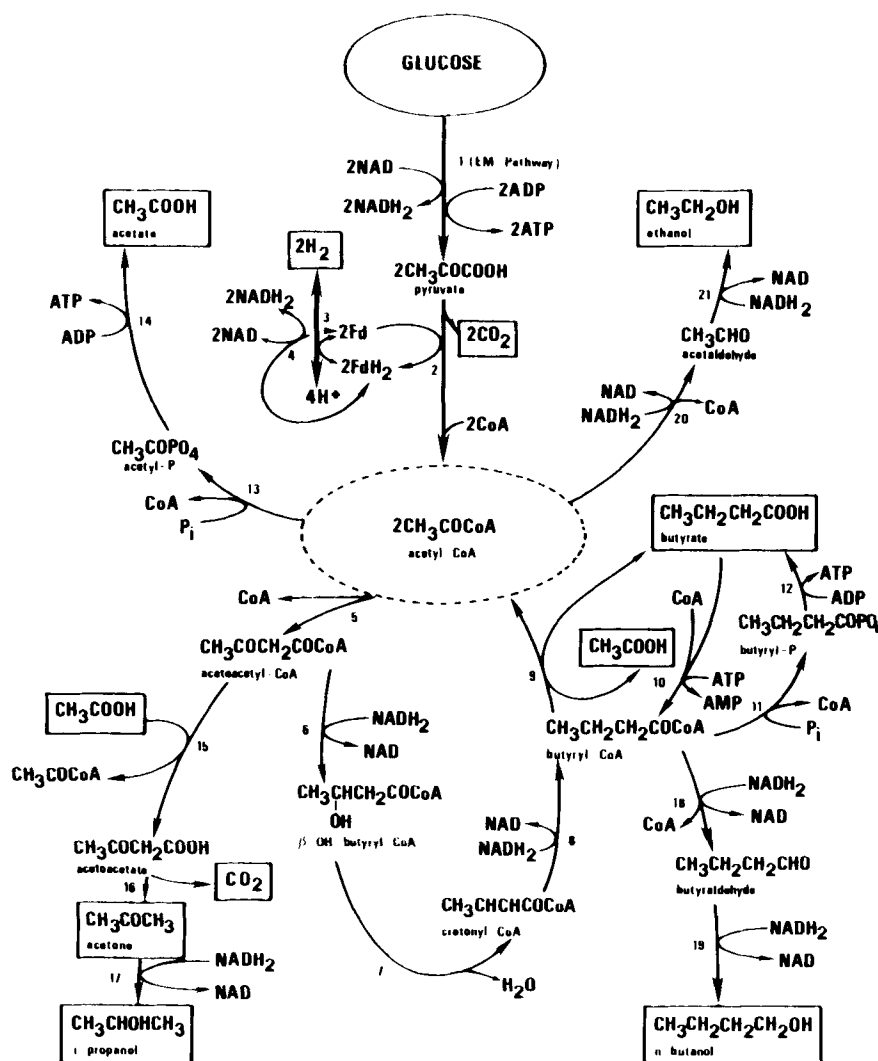 GLUCOSE
1 (EM Pathway)
2NAD
2NADH2
2ADP
2ATP
CH3COOH
acetate
CH3CH2OH
ethanol
2H2
2CH3COCOOH
pyruvate
ATP
ADP
14
2NADH2
2NAD
3
4
2Fd
2FdH2
4H+
2
2CO2
21
NAD
NADH2
CH3CHO
acetaldehyde
2CoA
NAD
NADH2
20
CoA
CH3COPO4
acetyl-P
13
CoA
Pi
2CH3COCoA
acetyl CoA
CH3CH2CH2COOH
butyrate
CoA
5
CoA
12
ATP
ADP
CH3COCH2COCoA
acetoacetyl-CoA
CH3COOH
CH3CH2CH2COPO4
butyryl-P
9
10
ATP
AMP
11
CoA
Pi
CH3COOH
15
CH3COCoA
6
NADH2
NAD
CH3CH2CH2COCoA
butyryl CoA
CH3CHCH2COCoA
OH
β OH butyryl CoA
NAD
NADH2
8
18
CoA
NADH2
NAD
CH3COCH2COOH
acetoacetate
16
CO2
CH3CH2CH2CHO
butyraldehyde
CH3COCH3
acetone
CH3CHCHCOCoA
crotonyl CoA
17
NADH2
NAD
7
H2O
19
NADH2
NAD
CH3CHOHCH3
i propanol
CH3CH2CH2CH2OH
n butanol